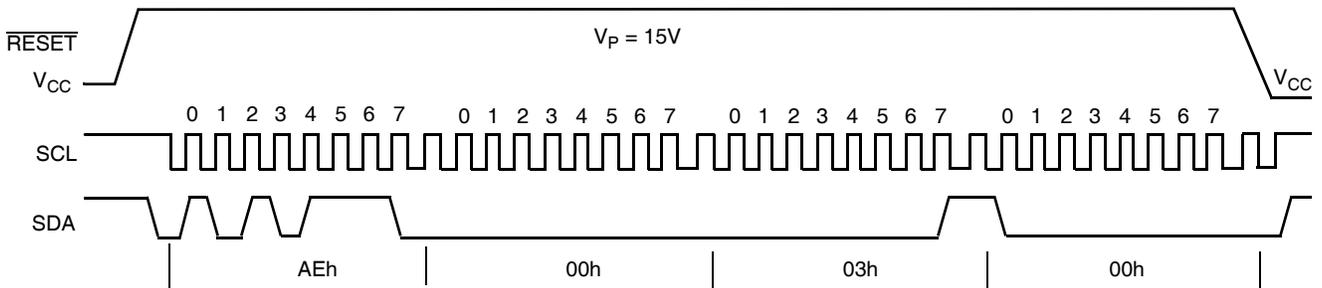 RESET
V_P = 15V
V_CC
V_CC
0 1 2 3 4 5 6 7 0 1 2 3 4 5 6 7 0 1 2 3 4 5 6 7 0 1 2 3 4 5 6 7
SCL
SDA
AEh 00h 03h 00h